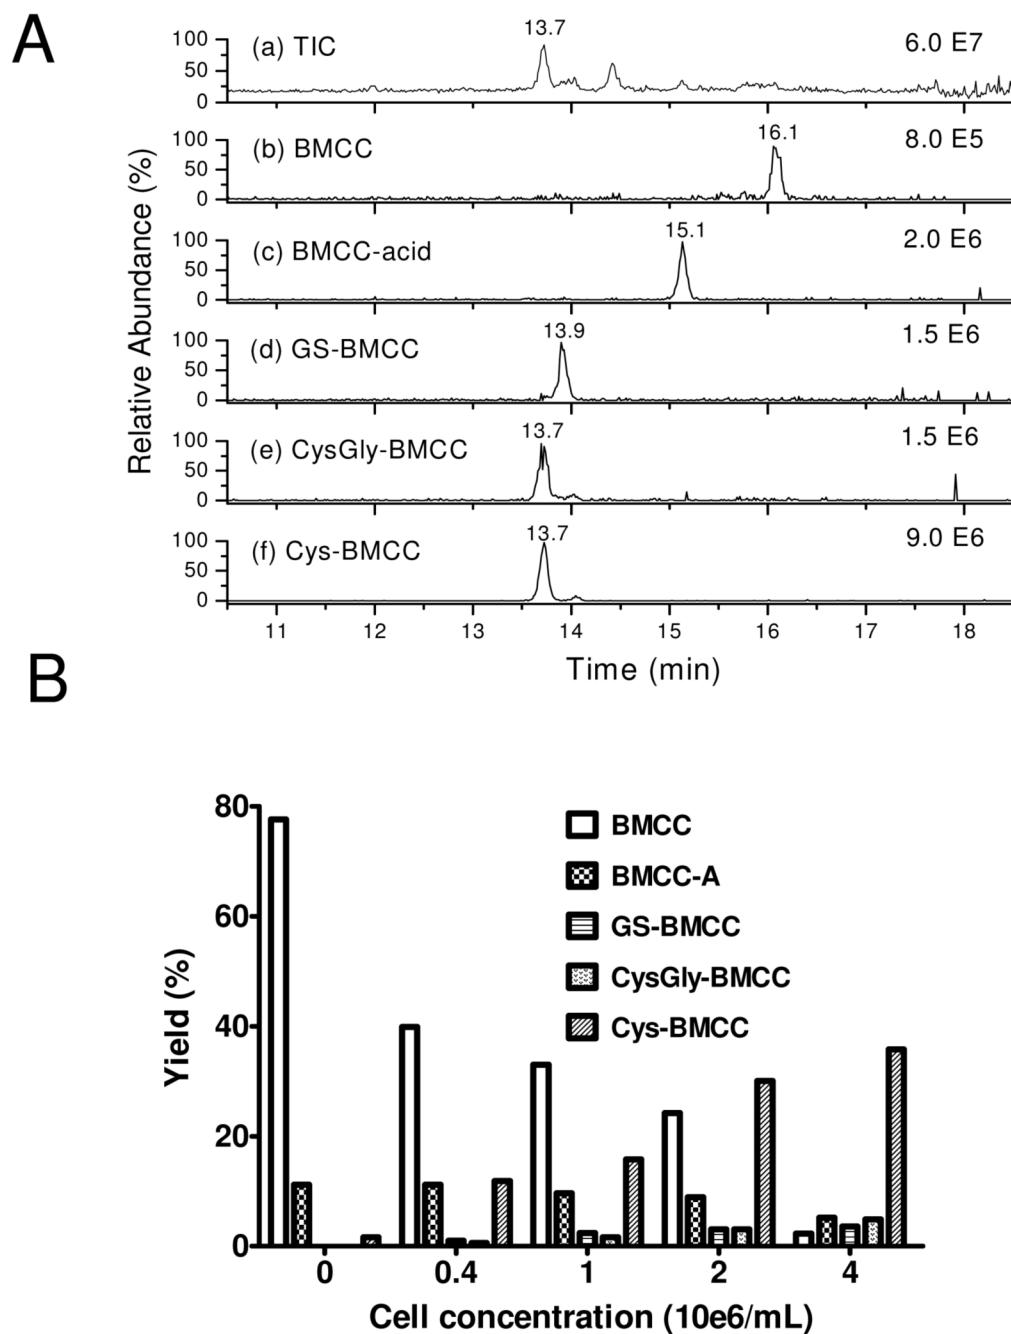 A
Relative Abundance (%)
100
50
0
(a) TIC
13.7
6.0 E7
100
50
0
(b) BMCC
16.1
8.0 E5
100
50
0
(c) BMCC-acid
15.1
2.0 E6
100
50
0
(d) GS-BMCC
13.9
1.5 E6
100
50
0
(e) CysGly-BMCC
13.7
1.5 E6
100
50
0
(f) Cys-BMCC
13.7
9.0 E6
11 12 13 14 15 16 17 18
Time (min)
B
Yield (%)
80
60
40
20
0
BMCC
BMCC-A
GS-BMCC
CysGly-BMCC
Cys-BMCC
0 0.4 1 2 4
Cell concentration (10e6/mL)